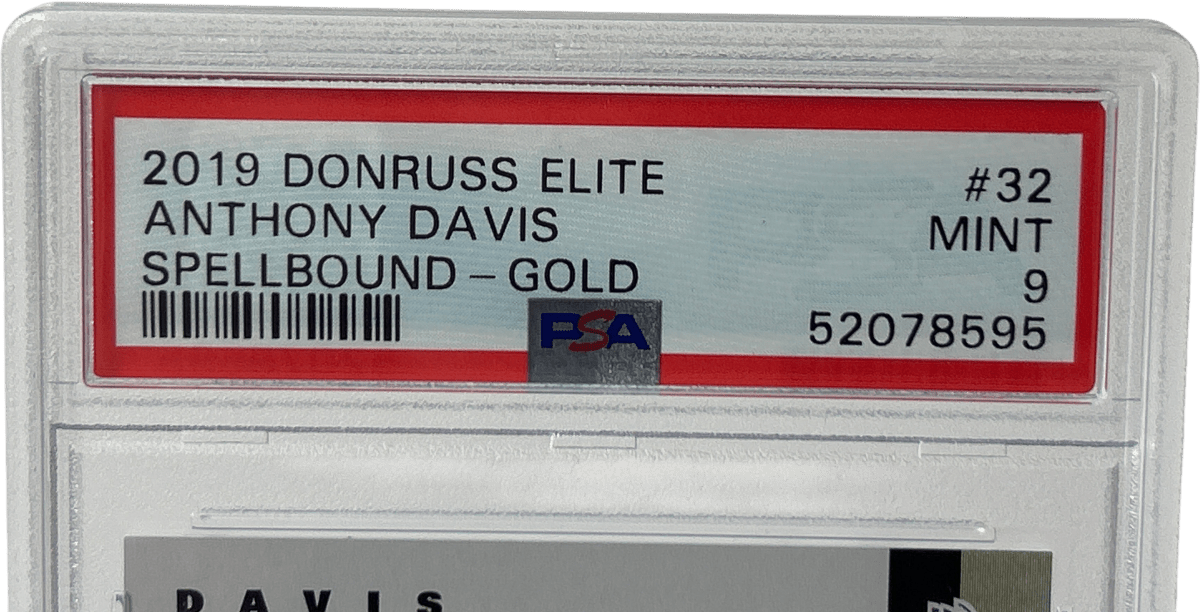 2019 DONRUSS ELITE #32
ANTHONY DAVIS MINT
SPELLBOUND – GOLD 9
PSA 52078595
DAVIS